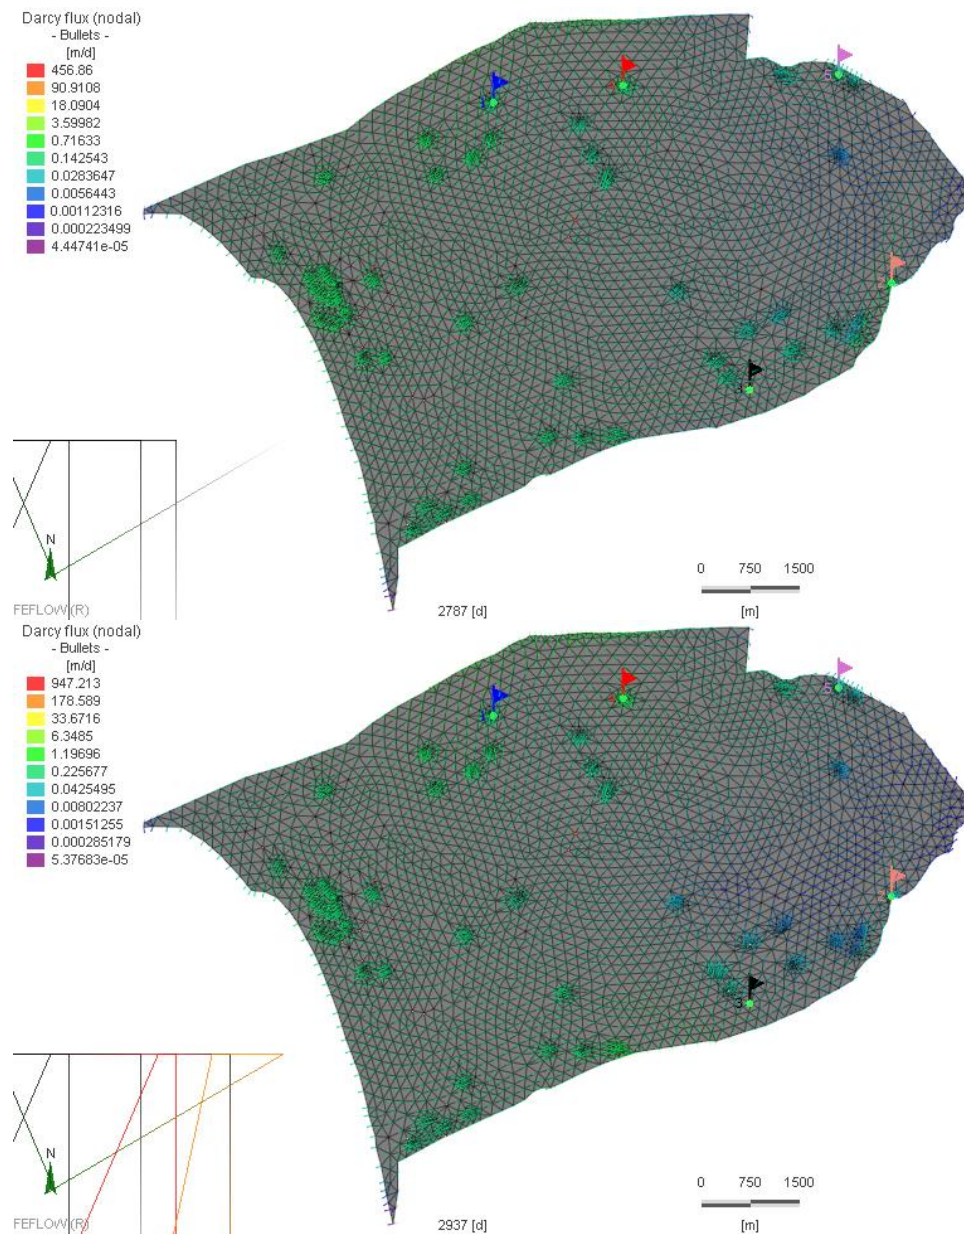 Darcy flux (nodal)
- Bullets -
[m/d]
456.86
90.9108
18.0904
3.59982
0.71633
0.142543
0.0283647
0.0056443
0.00112316
0.000223499
4.44741e-05
N
FEFLOW (R)
0 750 1500
2787 [d]
[m]
Darcy flux (nodal)
- Bullets -
[m/d]
947.213
178.589
33.6716
6.3485
1.19696
0.225677
0.0425495
0.00802237
0.00151255
0.000285179
5.37683e-05
3
N
FEFLOW (R)
0 750 1500
2937 [d]
[m]